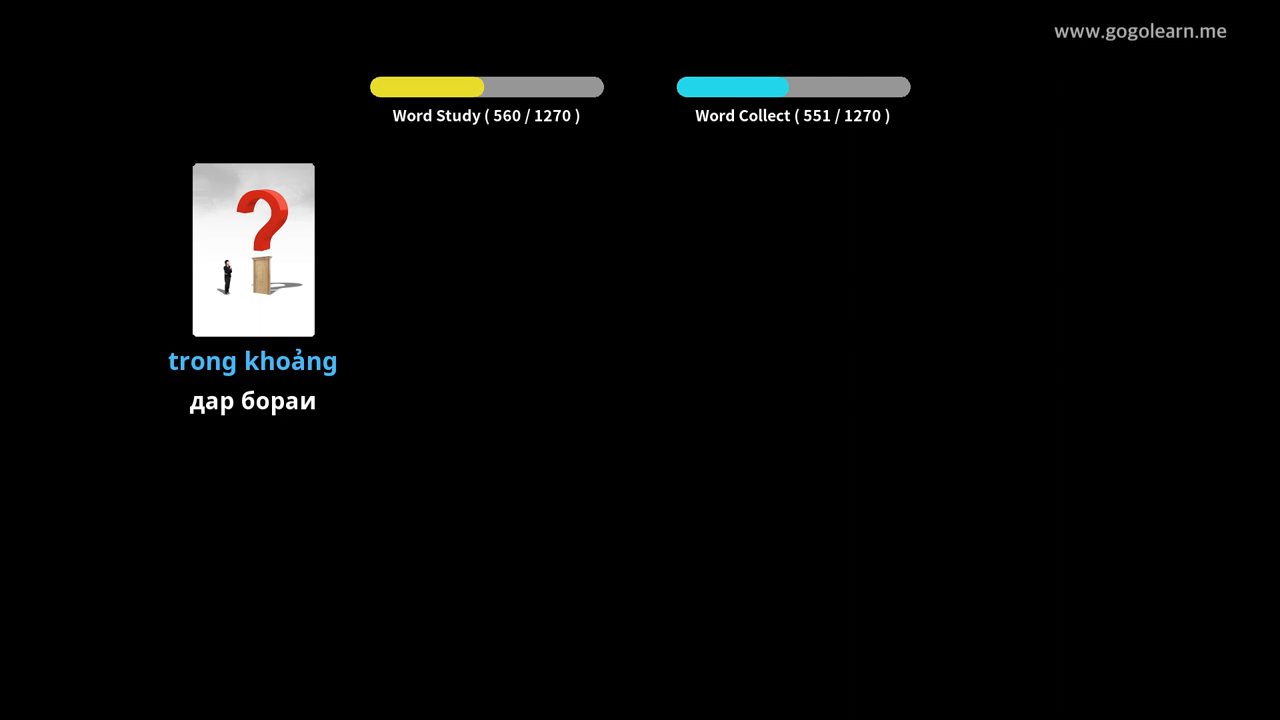 www.gogolearn.me
Word Study ( 560 / 1270 )
Word Collect ( 551 / 1270 )
trong khoảng
дар бораи